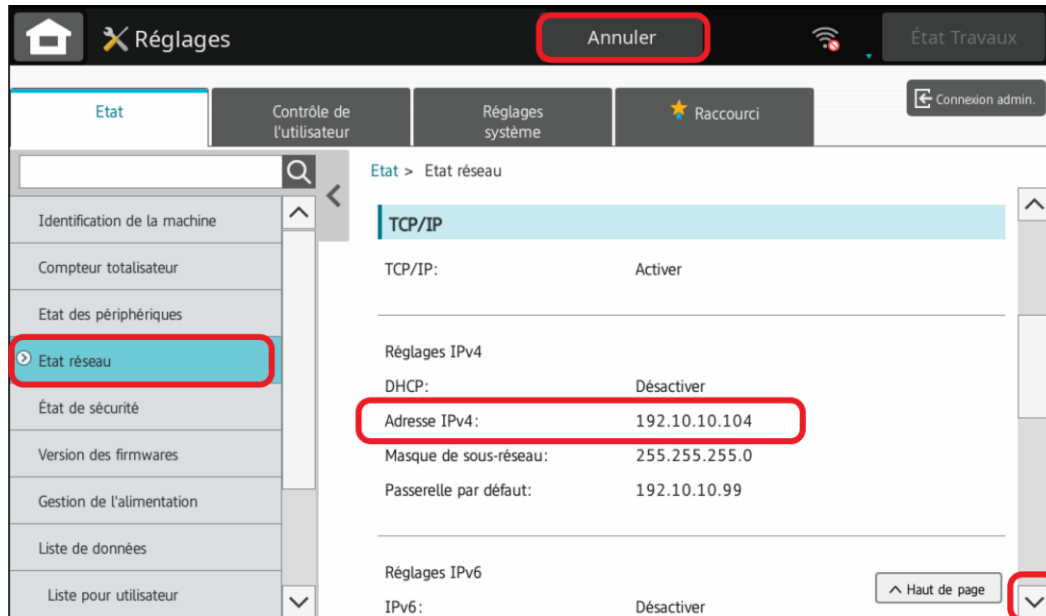 Réglages
Annuler
État Travaux
Connexion admin.
Etat
Contrôle de
l'utilisateur
Réglages
système
Raccourci
Etat > Etat réseau
Identification de la machine
Compteur totalisateur
Etat des périphériques
Etat réseau
État de sécurité
Version des firmwares
Gestion de l'alimentation
Liste de données
Liste pour utilisateur
TCP/IP
TCP/IP: Activer
Réglages IPv4
DHCP: Désactiver
Adresse IPv4: 192.10.10.104
Masque de sous-réseau: 255.255.255.0
Passerelle par défaut: 192.10.10.99
Réglages IPv6
IPv6: Désactiver
Haut de page